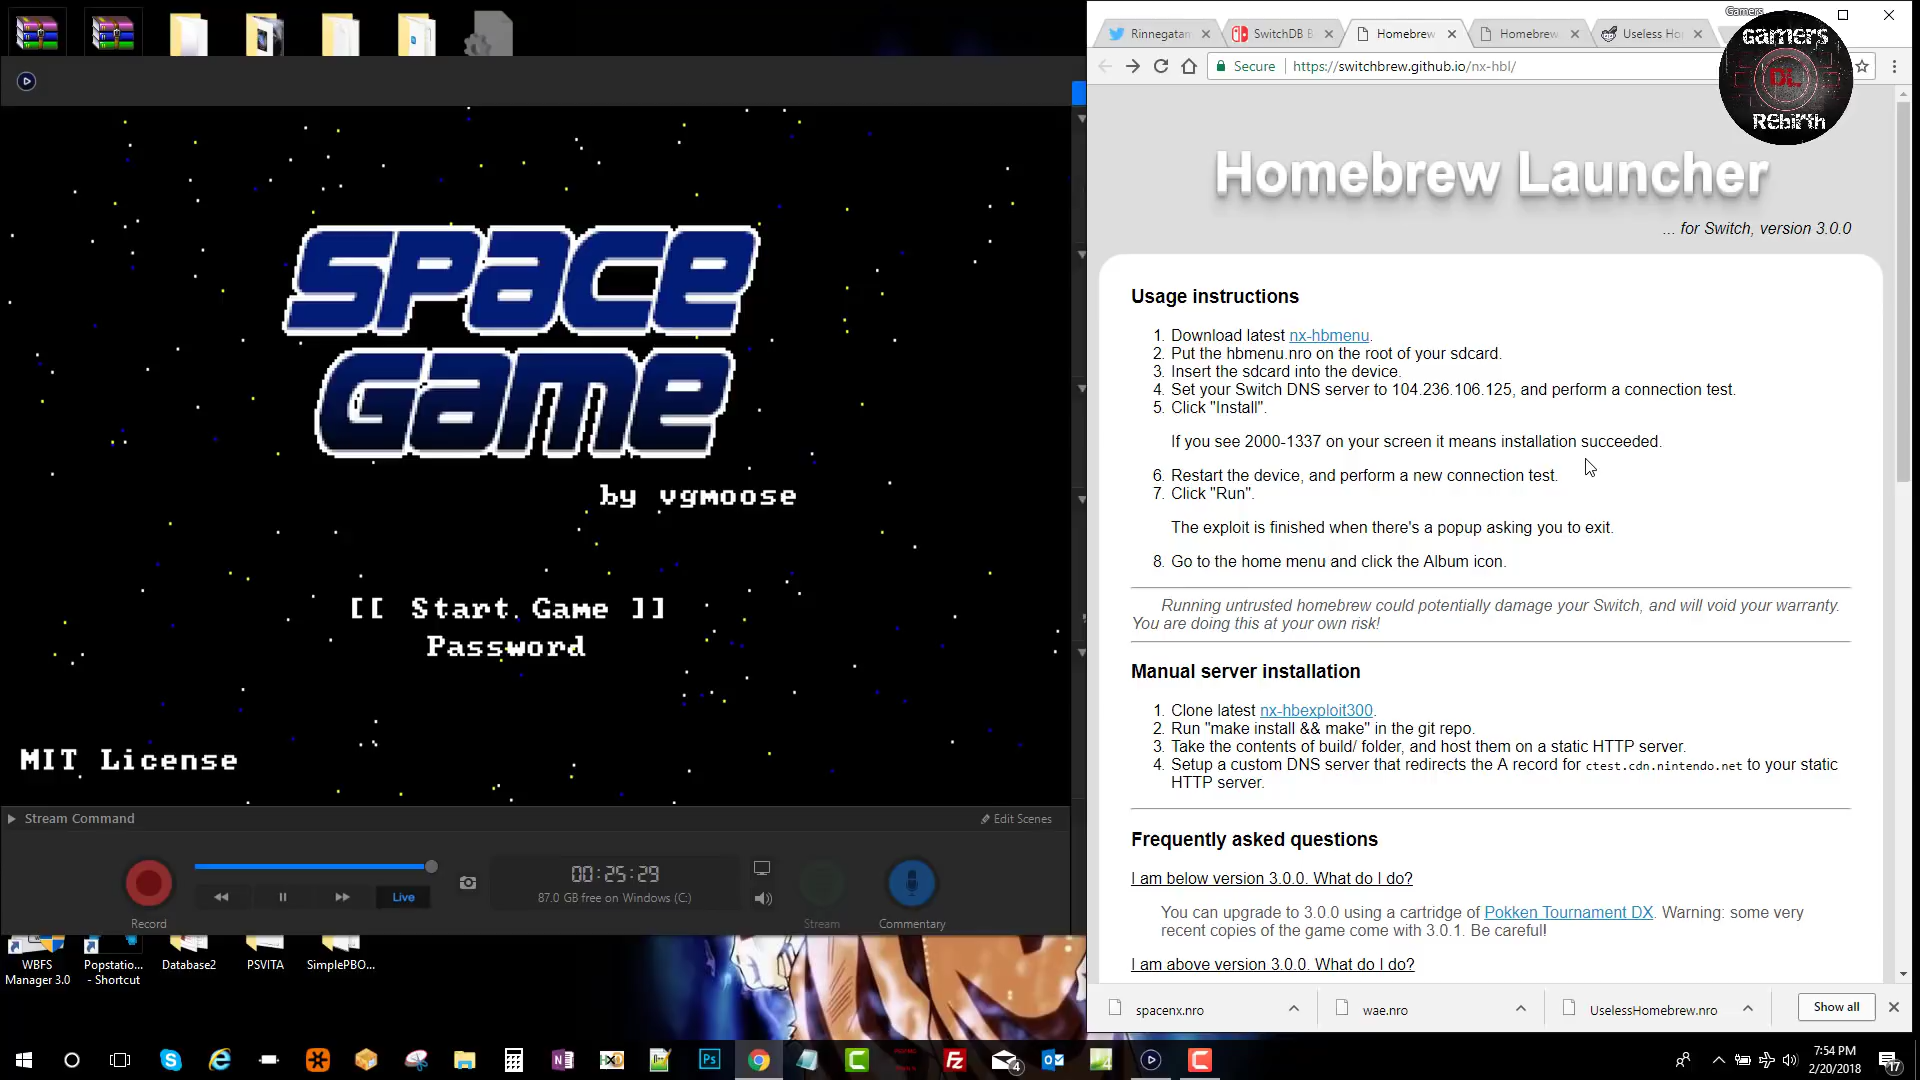 SPACE
GAME
by vgmoose
[[ Start Game ]]
Password
MIT License
Stream Command
Edit Scenes
00:25:29
87.0 GB free on Windows (C:)
Live
Record
Stream
Commentary
WBFS
Manager 3.0
Popstatio...
- Shortcut
Database2
PSVITA
SimplePBO...
Rinnegatan
SwitchDB B
Homebrew
Homebrew
Useless Ho
Gamers
Secure
https://switchbrew.github.io/nx-hbl/
GAMERS
DL
REbirth
Homebrew Launcher
... for Switch, version 3.0.0
Usage instructions
1. Download latest nx-hbmenu.
2. Put the hbmenu.nro on the root of your sdcard.
3. Insert the sdcard into the device.
4. Set your Switch DNS server to 104.236.106.125, and perform a connection test.
5. Click "Install".
If you see 2000-1337 on your screen it means installation succeeded.
6. Restart the device, and perform a new connection test.
7. Click "Run".
The exploit is finished when there's a popup asking you to exit.
8. Go to the home menu and click the Album icon.
Running untrusted homebrew could potentially damage your Switch, and will void your warranty.
You are doing this at your own risk!
Manual server installation
1. Clone latest nx-hbexploit300.
2. Run "make install && make" in the git repo.
3. Take the contents of build/ folder, and host them on a static HTTP server.
4. Setup a custom DNS server that redirects the A record for ctest.cdn.nintendo.net to your static
HTTP server.
Frequently asked questions
I am below version 3.0.0. What do I do?
You can upgrade to 3.0.0 using a cartridge of Pokken Tournament DX. Warning: some very
recent copies of the game come with 3.0.1. Be careful!
I am above version 3.0.0. What do I do?
spacenx.nro
wae.nro
UselessHomebrew.nro
Show all
7:54 PM
2/20/2018
17
4
Ps
Fz